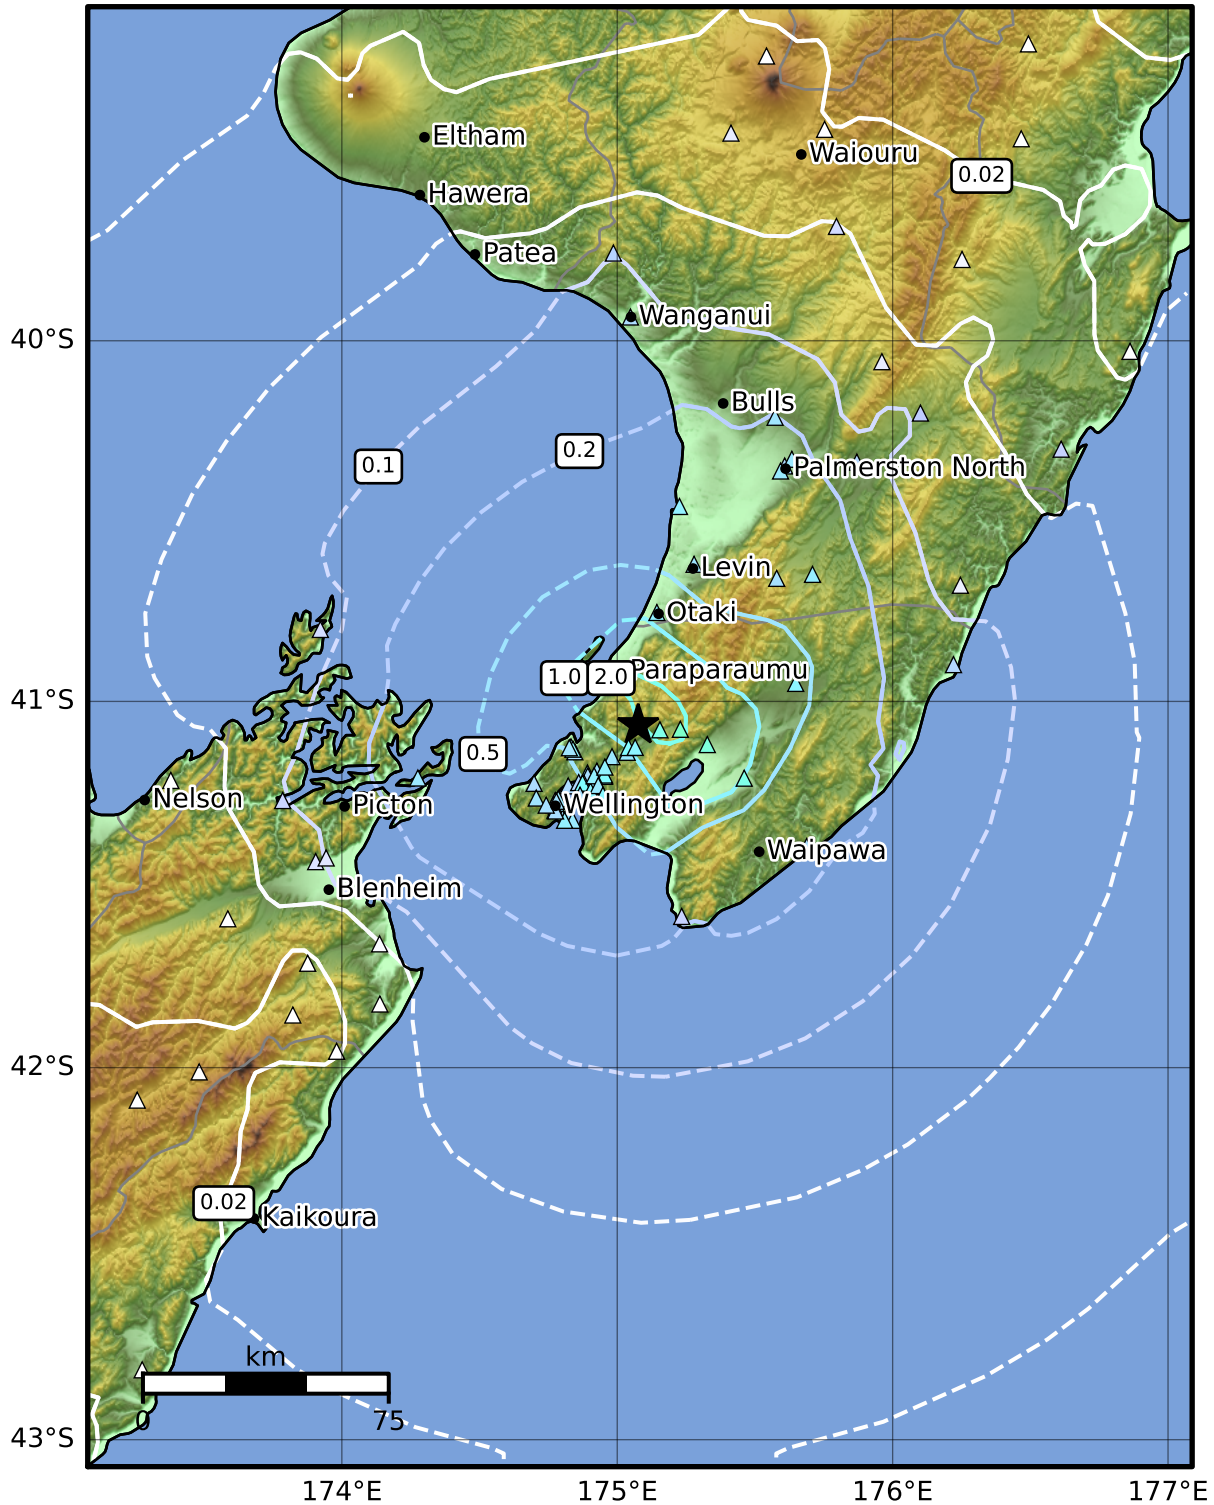 Eltham
Waiouru
0.02
Hawera
Patea
Wanganui
40°S
Bulls
0.2
0.1
Palmerston North
Levin
Otaki
1.0
2.0
Paraparaumu
41°S
0.5
Nelson
Picton
Wellington
Waipawa
Blenheim
42°S
0.02
Kaikoura
km
0
75
43°S
174°E
175°E
176°E
177°E